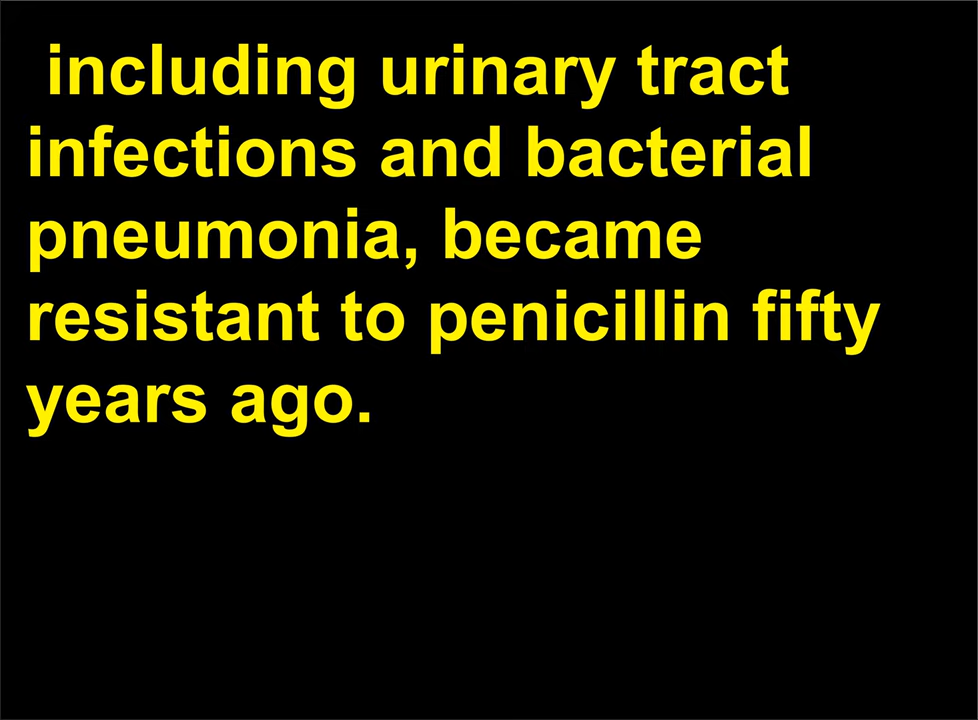 including urinary tract
infections and bacterial
pneumonia, became
resistant to penicillin fifty
years ago.